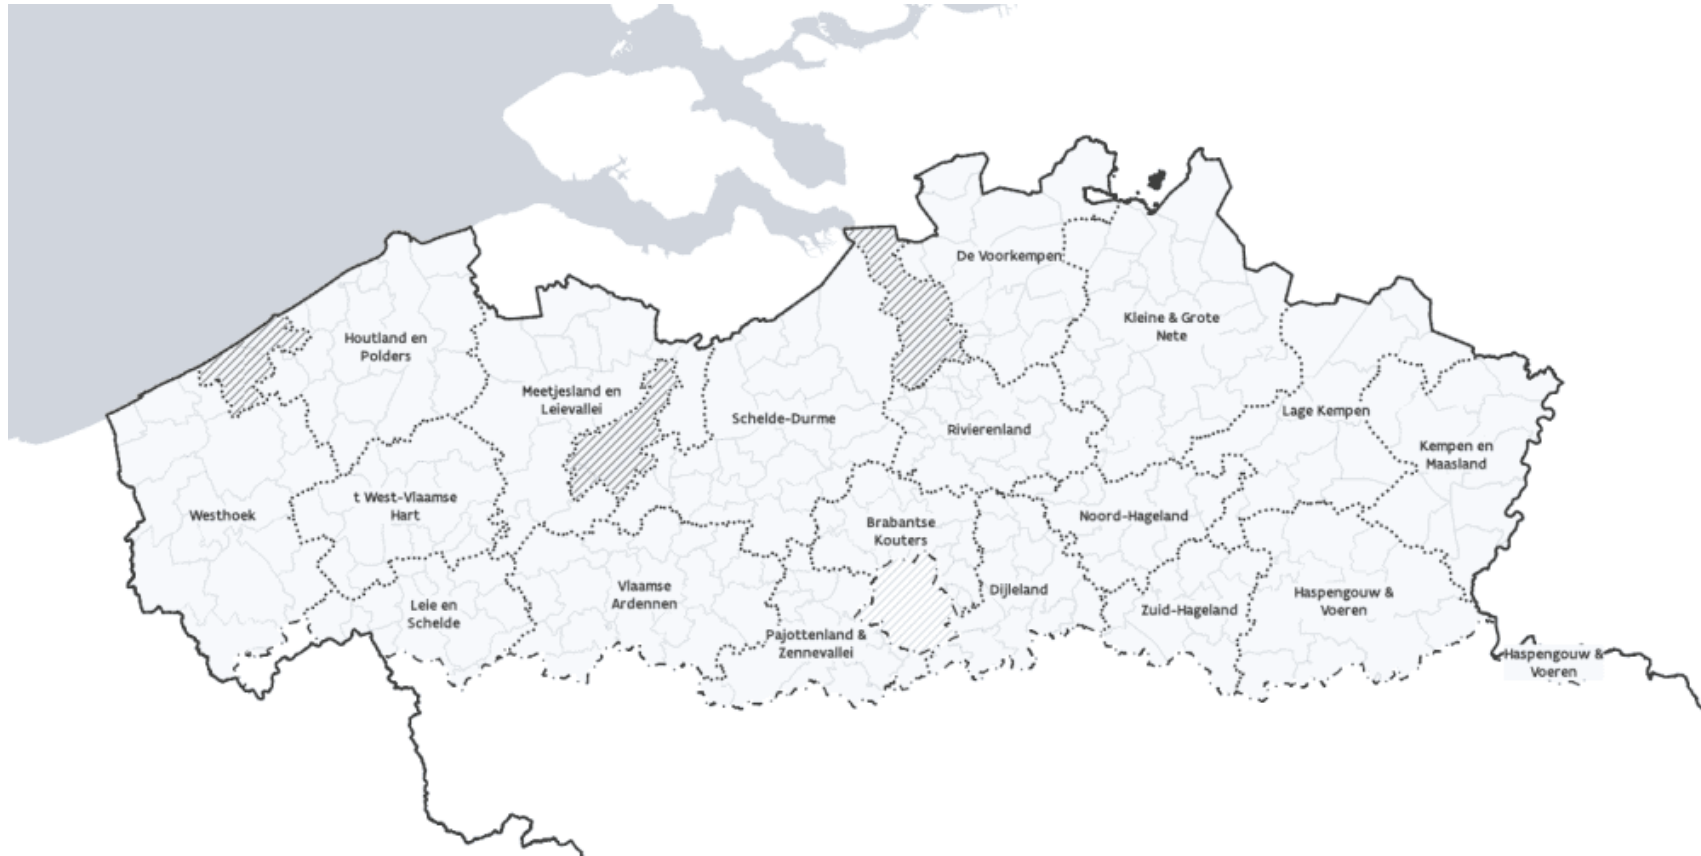 De Voorkempen
Houtland en
Polders
Kleine & Grote
Nete
Meetjesland en
Leievallei
Schelde-Durme
Rivierenland
Lage Kempen
Kempen en
Maasland
Westhoek
t West-Vlaamse
Hart
Brabantse
Kouters
Noord-Hageland
Leie en
Schelde
Vlaamse
Ardennen
Dijleland
Zuid-Hageland
Haspengouw &
Voeren
Pajottenland &
Zennevallei
Haspengouw &
Voeren